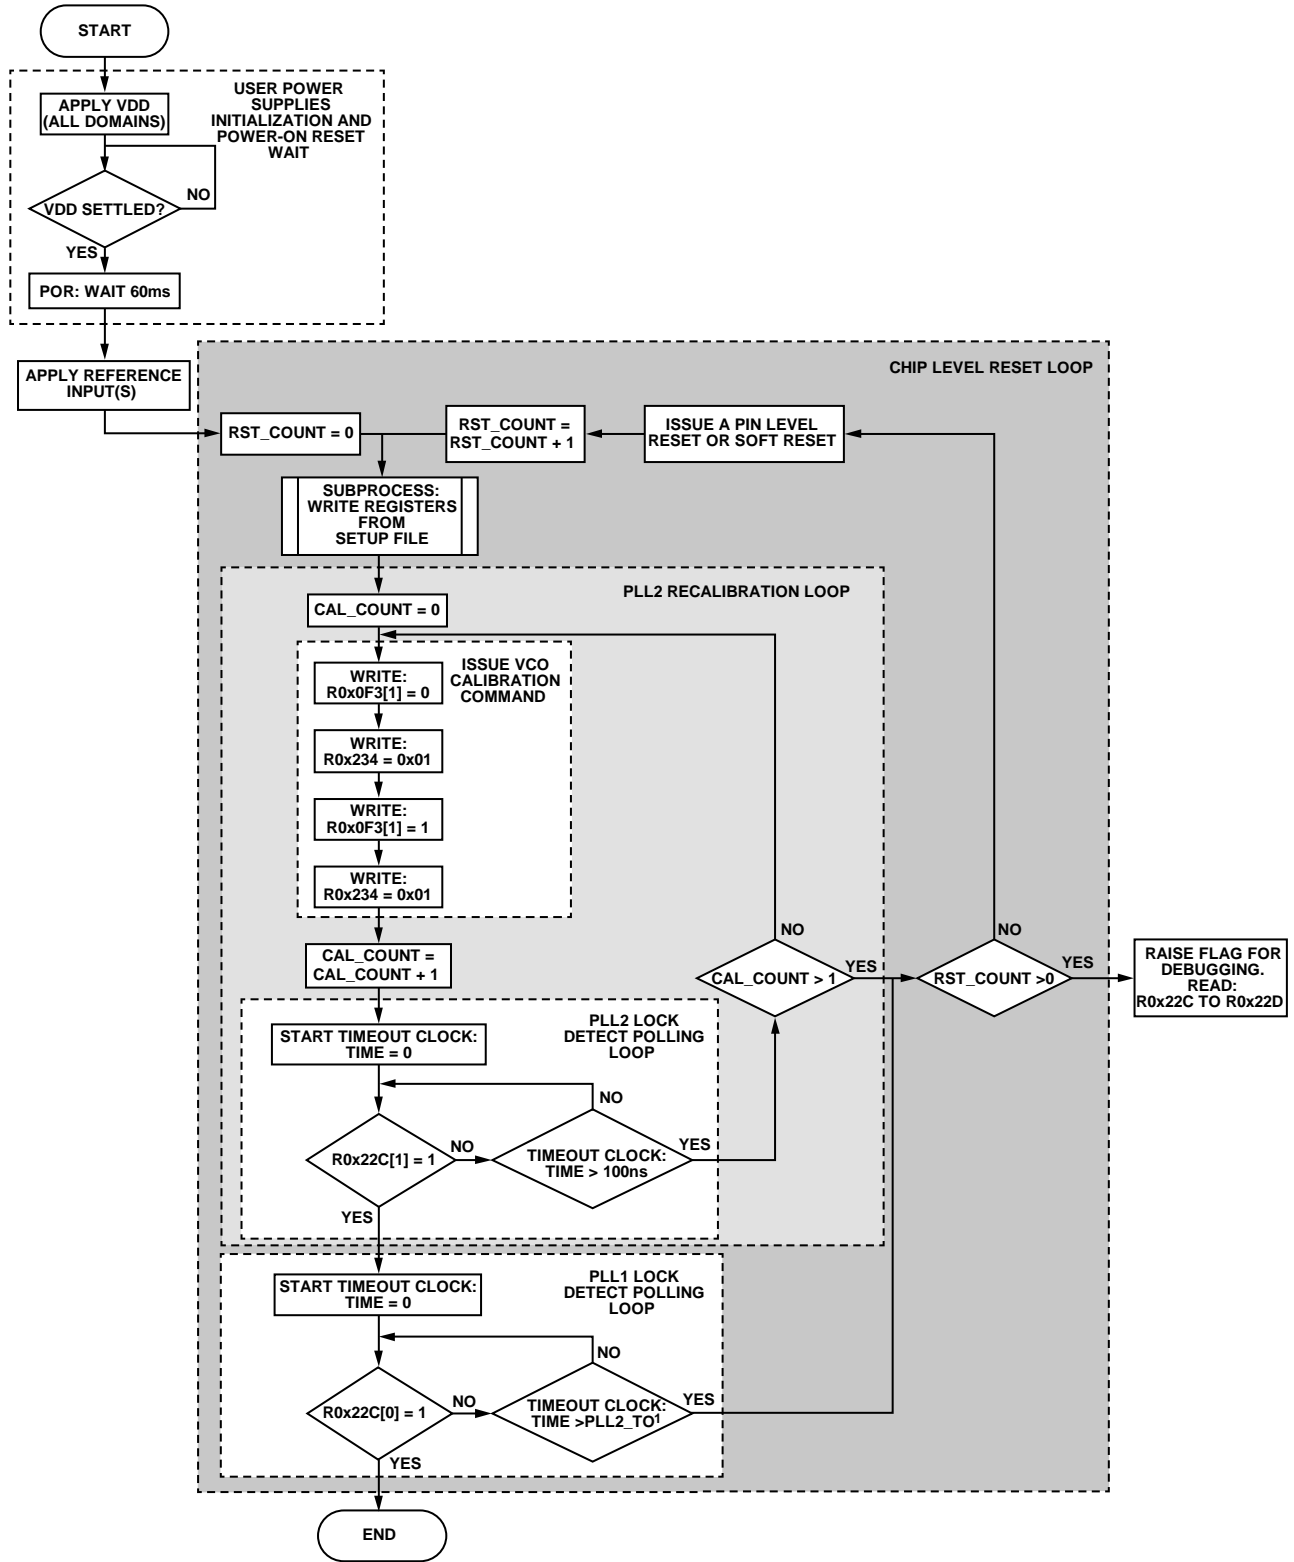 START
APPLY VDD
(ALL DOMAINS)
USER POWER
SUPPLIES
INITIALIZATION AND
POWER-ON RESET
WAIT
VDD SETTLED?
NO
YES
POR: WAIT 60ms
APPLY REFERENCE
INPUT(S)
CHIP LEVEL RESET LOOP
RST_COUNT = 0
RST_COUNT =
RST_COUNT + 1
ISSUE A PIN LEVEL
RESET OR SOFT RESET
SUBPROCESS:
WRITE REGISTERS
FROM
SETUP FILE
PLL2 RECALIBRATION LOOP
CAL_COUNT = 0
ISSUE VCO
CALIBRATION
COMMAND
WRITE:
R0x0F3[1] = 0
WRITE:
R0x234 = 0x01
WRITE:
R0x0F3[1] = 1
WRITE:
R0x234 = 0x01
CAL_COUNT =
CAL_COUNT + 1
NO
CAL_COUNT > 1
YES
NO
RST_COUNT >0
YES
RAISE FLAG FOR
DEBUGGING.
READ:
R0x22C TO R0x22D
PLL2 LOCK
DETECT POLLING
LOOP
START TIMEOUT CLOCK:
TIME = 0
NO
R0x22C[1] = 1
NO
TIMEOUT CLOCK:
TIME > 100ns
YES
YES
PLL1 LOCK
DETECT POLLING
LOOP
START TIMEOUT CLOCK:
TIME = 0
NO
R0x22C[0] = 1
NO
TIMEOUT CLOCK:
TIME >PLL2_TO¹
YES
YES
END